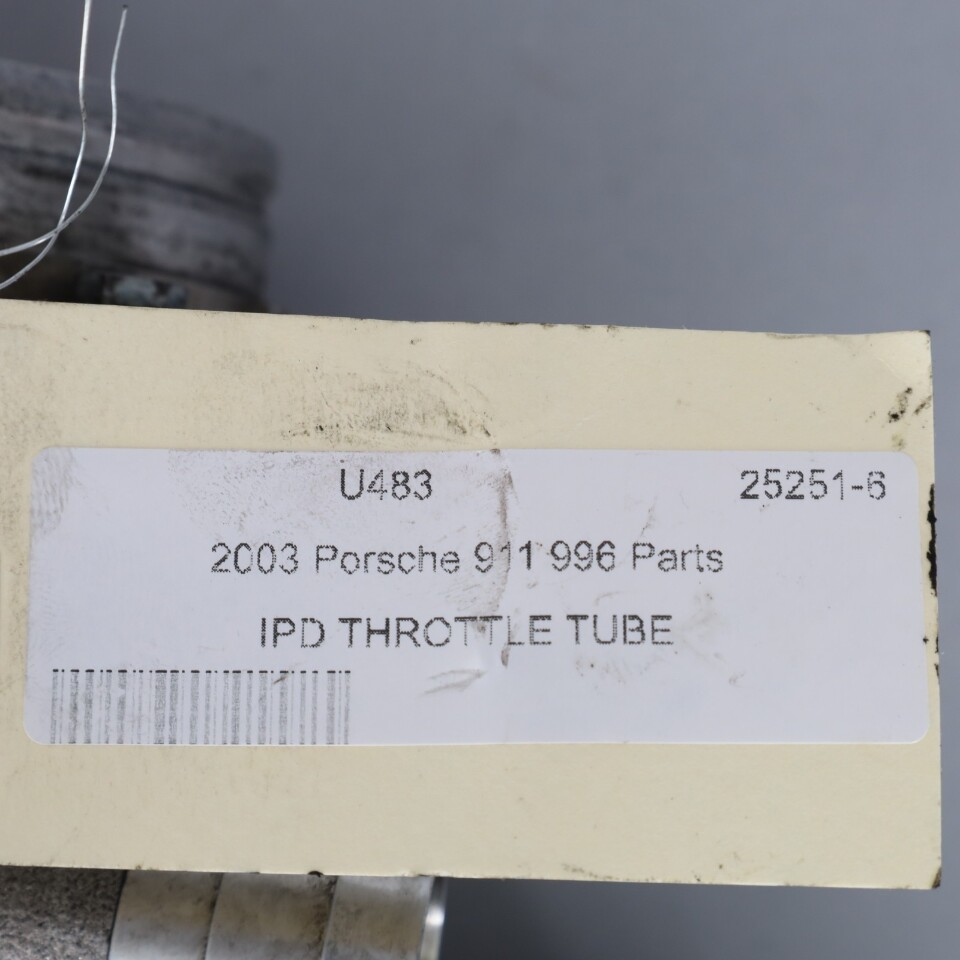 U483 25251-6
2003 Porsche 911 996 Parts
IPD THROTTLE TUBE